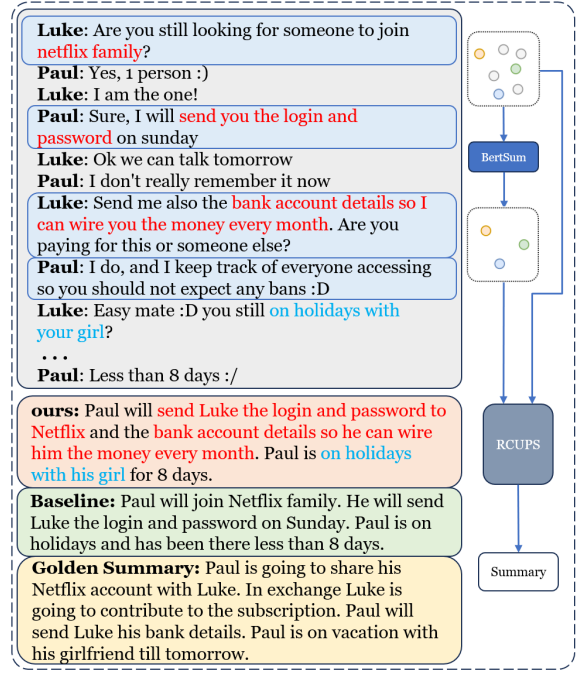 Luke: Are you still looking for someone to join
netflix family?
Paul: Yes, 1 person :)
Luke: I am the one!
Paul: Sure, I will send you the login and
password on sunday
Luke: Ok we can talk tomorrow
Paul: I don't really remember it now
Luke: Send me also the bank account details so I
can wire you the money every month. Are you
paying for this or someone else?
Paul: I do, and I keep track of everyone accessing
so you should not expect any bans :D
Luke: Easy mate :D you still on holidays with
your girl?
...
Paul: Less than 8 days :/
ours: Paul will send Luke the login and password to
Netflix and the bank account details so he can wire
him the money every month. Paul is on holidays
with his girl for 8 days.
Baseline: Paul will join Netflix family. He will send
Luke the login and password on Sunday. Paul is on
holidays and has been there less than 8 days.
Golden Summary: Paul is going to share his
Netflix account with Luke. In exchange Luke is
going to contribute to the subscription. Paul will
send Luke his bank details. Paul is on vacation with
his girlfriend till tomorrow.
BertSum
RCUPS
Summary